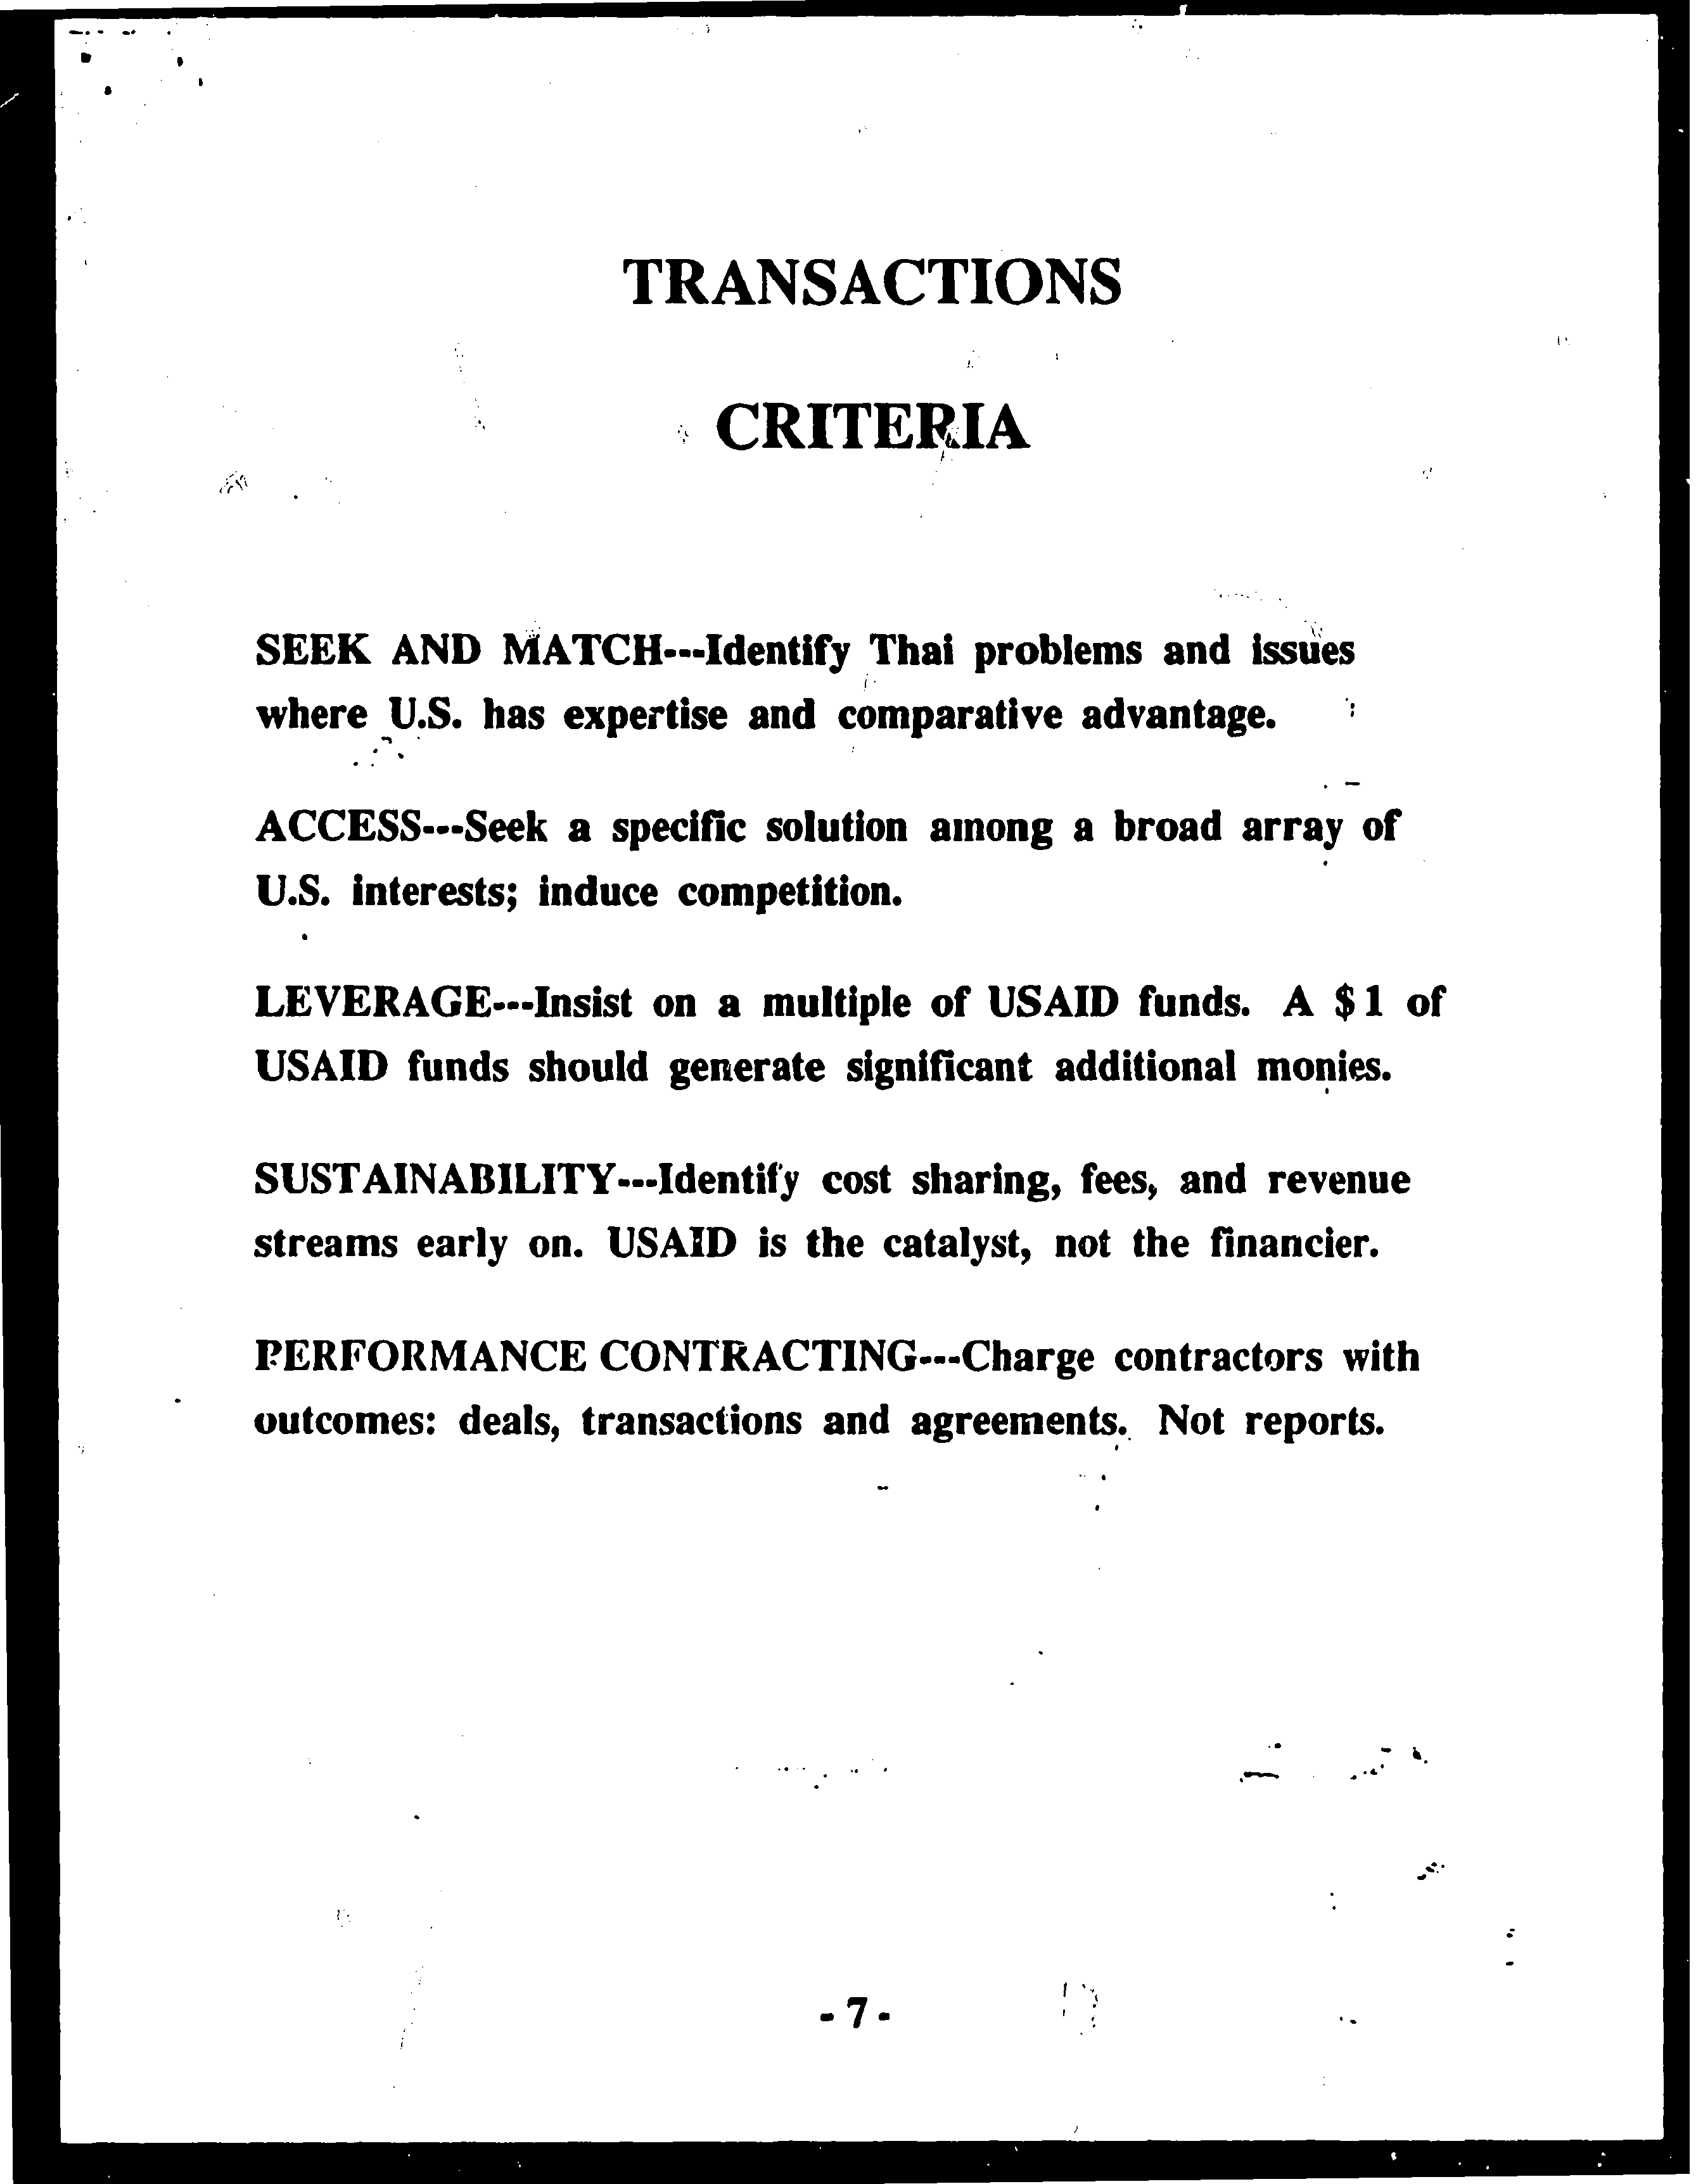 TRANSACTIONS
CRITERIA
SEEK AND MATCH---Identify Thai problems and issues
where U.S. has expertise and comparative advantage.
ACCESS---Seek a specific solution among a broad array of
U.S. interests; induce competition.
LEVERAGE---Insist on a multiple of USAID funds. A $1 of
USAID funds should generate significant additional monies.
SUSTAINABILITY---Identify cost sharing, fees, and revenue
streams early on. USAID is the catalyst, not the financier.
PERFORMANCE CONTRACTING---Charge contractors with
outcomes: deals, transactions and agreements. Not reports.
- 7 -